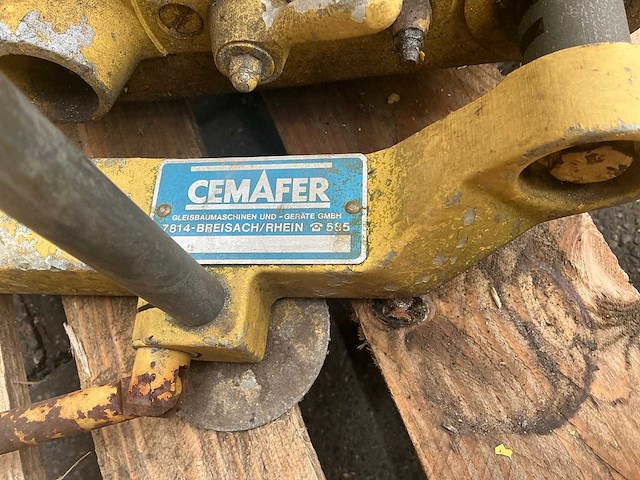 CEMAFER
GLEISBAUMASCHINEN UND -GERÄTE GMBH
7814-BREISACH/RHEIN ☎ 585